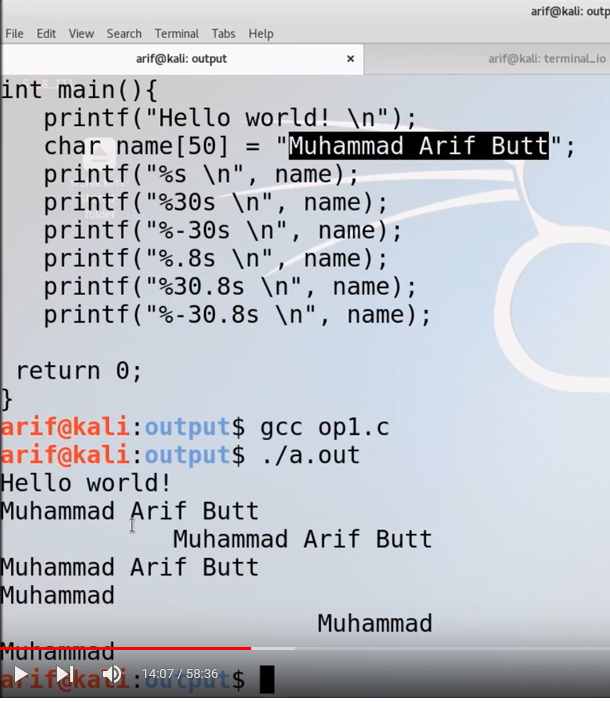 arif@kali: outp
File Edit View Search Terminal Tabs Help
arif@kali: output × arif@kali: terminal_io
int main(){
   printf("Hello world! \n");
   char name[50] = "Muhammad Arif Butt";
   printf("%s \n", name);
   printf("%30s \n", name);
   printf("%-30s \n", name);
   printf("%.8s \n", name);
   printf("%30.8s \n", name);
   printf("%-30.8s \n", name);
 return 0;
}
arif@kali:output$ gcc op1.c
arif@kali:output$ ./a.out
Hello world!
Muhammad Arif Butt
            Muhammad Arif Butt
Muhammad Arif Butt
Muhammad
                      Muhammad
Muhammad
14:07 / 58:36
arif@kali:output$